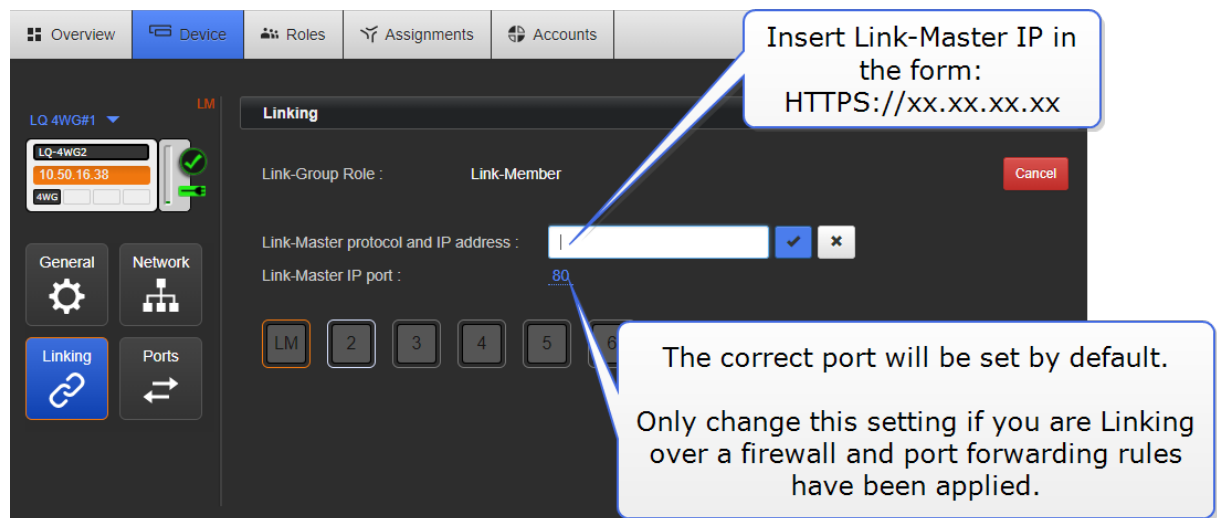 Overview
Device
Roles
Assignments
Accounts
Insert Link-Master IP in
the form:
HTTPS://xx.xx.xx.xx
LM
LQ 4WG#1
LQ-4WG2
10.50.16.38
4WG
Linking
Link-Group Role : Link-Member
Cancel
Link-Master protocol and IP address :
Link-Master IP port : 80
General
Network
Linking
Ports
LM 2 3 4 5 6
The correct port will be set by default.
Only change this setting if you are Linking
over a firewall and port forwarding rules
have been applied.